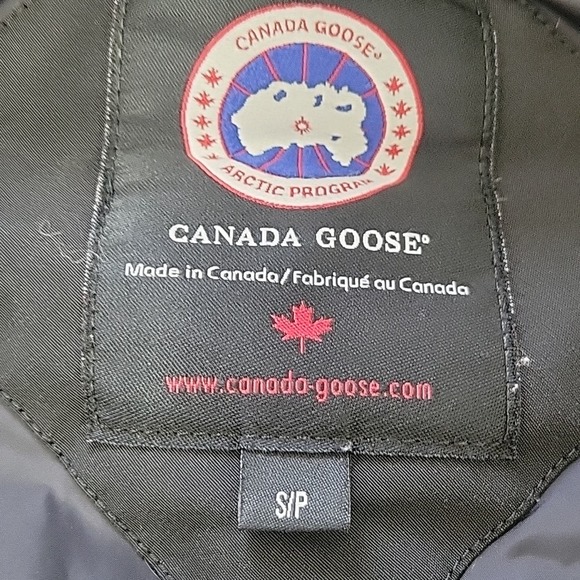 CANADA GOOSE®
ARCTIC PROGRAM
CANADA GOOSE®
Made in Canada/Fabriqué au Canada
www.canada-goose.com
S/P